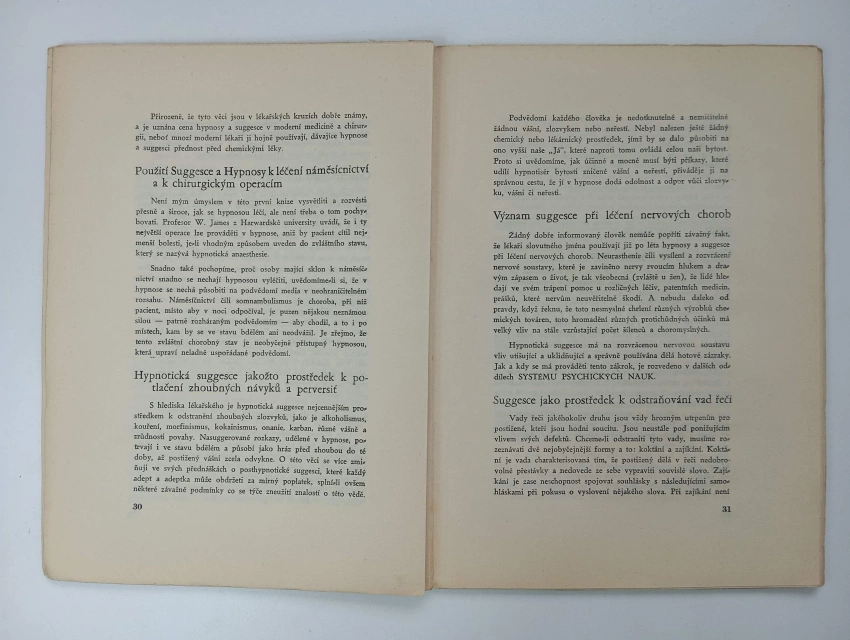 Přirozeně, že tyto věci jsou v lékařských kruzích dobře známy,
a je uznána cena hypnosy a suggesce v moderní medicině a chirur-
gii, neboť mnozí moderní lékaři jí hojně používají, dávajíce hypnose
a suggesci přednost před chemickými léky.
Použití Suggesce a Hypnosy k léčení náměsícnictví
a k chirurgickým operacím
Není mým úmyslem v této první knize vysvětliti a rozvésti
přesně a široce, jak se hypnosou léčí, ale není třeba o tom pochy-
bovati. Profesor W. James z Harwardské university uvádí, že i ty
největší operace lze prováděti v hypnose, aniž by pacient cítil nej-
menší bolesti, je-li vhodným způsobem uveden do zvláštního stavu,
který se nazývá hypnotická anaesthesie.
Snadno také pochopíme, proč osoby mající sklon k náměsíc-
nictví snadno se nechají hypnosou vyléčiti, uvědomíme-li si, že v
hypnose se nechá působiti na podvědomí media v neohraničitelném
rozsahu. Náměsíčnictví čili somnambulismus je choroba, při níž
pacient, místo aby v noci odpočíval, je puzen nějakou neznámou
silou — patrně rozháraným podvědomím — aby chodil, a to i po
místech, kam by se ve stavu bdělém ani neodvážil. Je zřejmo, že
tento zvláštní chorobný stav je neobyčejně přístupný hypnosou,
která upraví neladně uspořádané podvědomí.
Hypnotická suggesce jakožto prostředek k po-
tlačení zhoubných návyků a perversií
S hlediska lékařského je hypnotická suggesce nejcennějším pro-
středkem k odstranění zhoubných zlozvyků, jako je alkoholismus,
kouření, morfinismus, kokainismus, onanie, karban, různé vášně a
zrůdnosti povahy. Nasuggerované rozkazy, udělené v hypnose, po-
trvají i ve stavu bdělém a působí jako hráz před zhoubou do té
doby, až postižený vášni zcela odvykne. O této věci se více zmi-
ňuji ve svých přednáškách o posthypnotické suggesci, které každý
adept a adeptka může obdržeti za mírný poplatek, splní-li ovšem
některé závažné podmínky co se týče zneužití znalostí o této vědě.
30
Podvědomí každého člověka je nedotknutelné a nezničitelné
žádnou vášní, zlozvykem nebo neřestí. Nebyl nalezen ještě žádný
chemický nebo lékárnický prostředek, jímž by se dalo působiti na
ono vyšší naše „Já", které naproti tomu ovládá celou naši bytost.
Proto si uvědomíme, jak účinné a mocné musí býti příkazy, které
udílí hypnotisér bytosti zničené vášní a neřestí, přiváděje ji na
správnou cestu, že jí v hypnose dodá odolnost a odpor vůči zlozvy-
ku, vášni či neřesti.
Význam suggesce při léčení nervových chorob
Žádný dobře informovaný člověk nemůže popříti závažný fakt,
že lékaři slovutného jména používají již po léta hypnosy a suggesce
při léčení nervových chorob. Neurasthenie čili vysílení a rozvrácení
nervové soustavy, které je zaviněno nervy rvoucím hlukem a dra-
vým zápasem o život, je tak všeobecná (zvláště u žen), že lidé hle-
dají ve svém trápení pomoc u rozličných léčiv, patentních medicin,
prášků, které nervům neuvěřitelně škodí. A nebudu daleko od
pravdy, když řeknu, že toto nesmyslné chrlení různých výrobků che-
mických továren, toto hromadění různých protichůdných účinků má
velký vliv na stále vzrůstající počet šílenců a choromyslných.
Hypnotická suggesce má na rozvrácenou nervovou soustavu
vliv utišující a uklidňující a správně používána dělá hotové zázraky.
Jak a kdy se má prováděti tento zákrok, je rozvedeno v dalších od-
dílech SYSTÉMU PSYCHICKÝCH NAUK.
Suggesce jako prostředek k odstraňování vad řeči
Vady řeči jakéhokoliv druhu jsou vždy hrozným utrpením pro
postižené, kteří jsou hodni soucitu. Jsou neustále pod ponižujícím
vlivem svých defektů. Chceme-li odstraniti tyto vady, musíme ro-
zeznávati dvě nejobyčejnější formy a to: koktání a zajíkání. Koktá-
ní je vada charakterisovaná tím, že postižený dělá v řeči nedobro-
volné přestávky a nedovede ze sebe vypraviti souvislé slovo. Zají-
kání je zase neschopnost spojovat souhlásky s následujícími samo-
hláskami při pokusu o vyslovení nějakého slova. Při zajíkání není
31